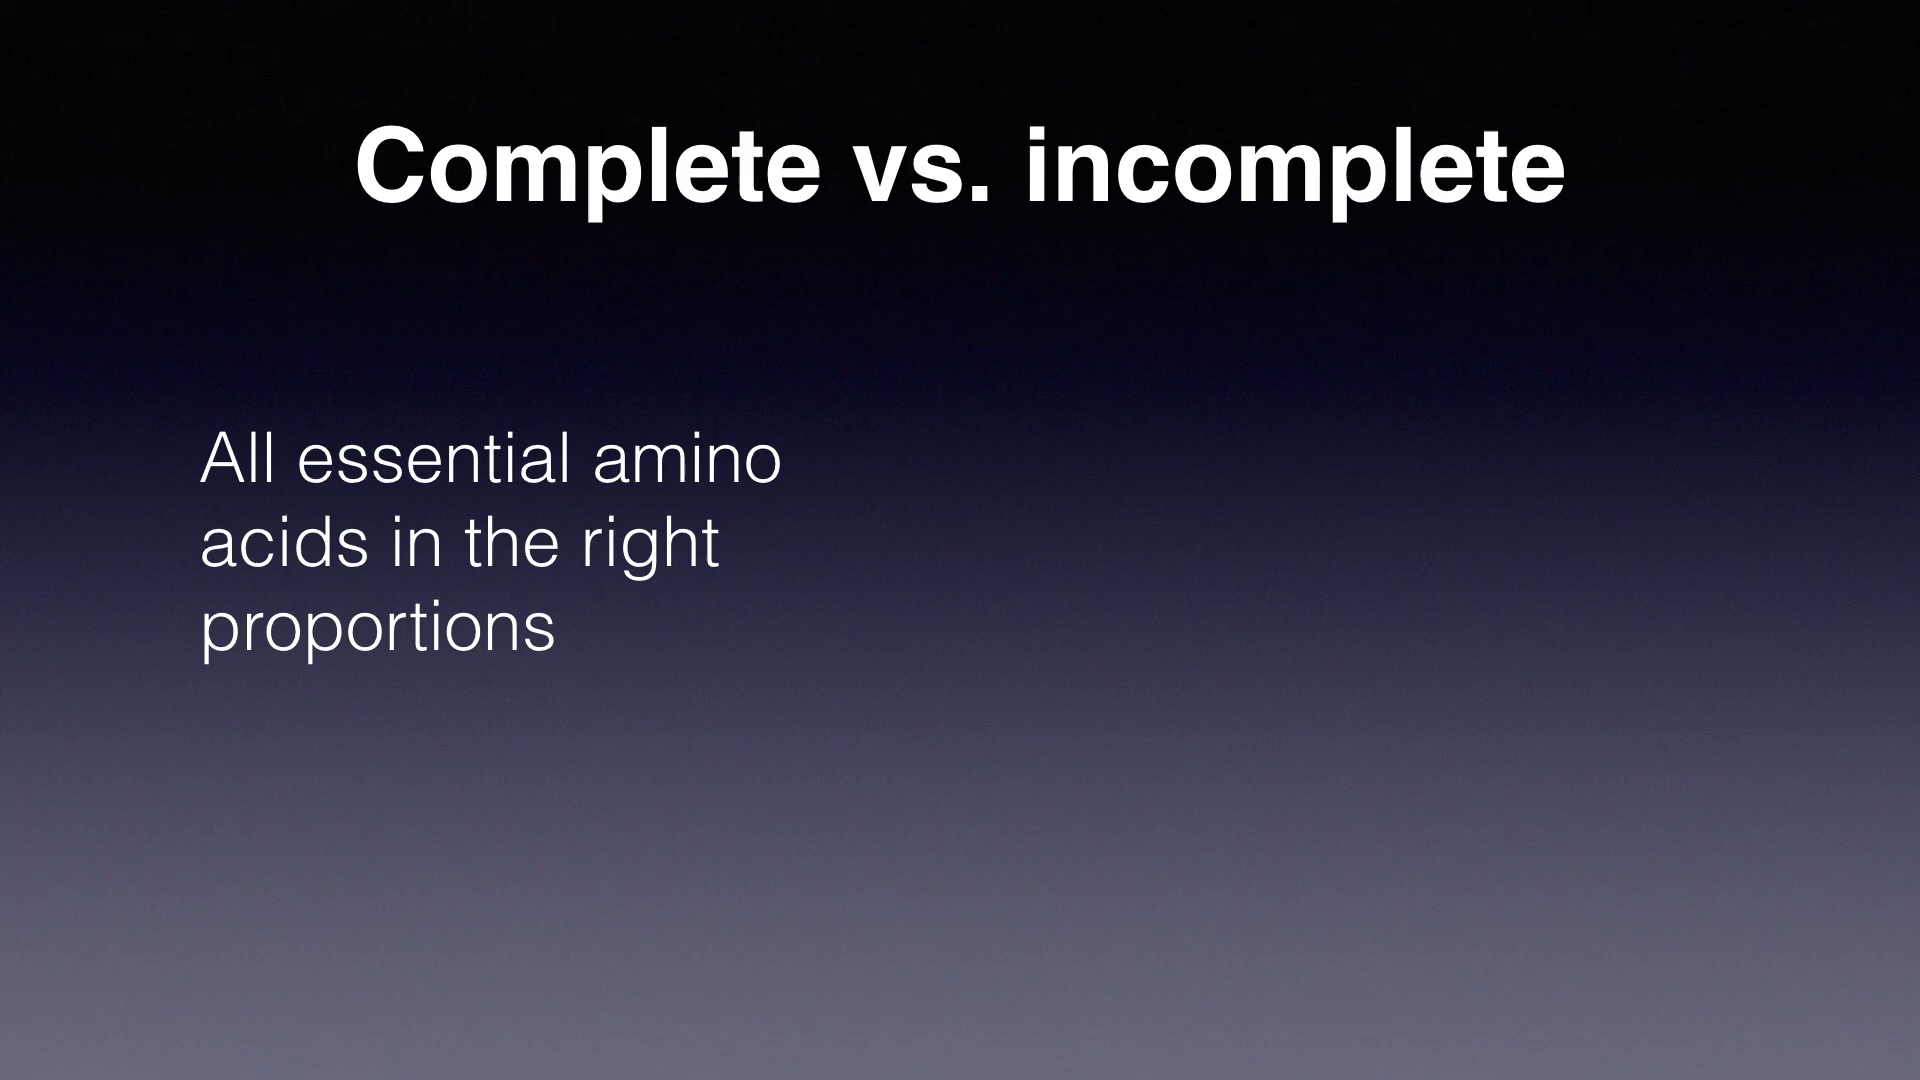 Complete vs. incomplete
All essential amino
acids in the right
proportions